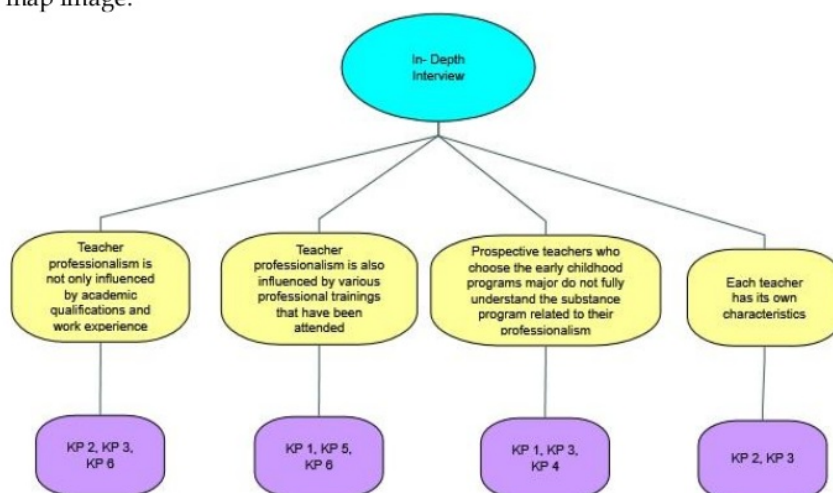 map image.
In- Depth
Interview
Teacher
professionalism is
not only influenced
by academic
qualifications and
work experience
Teacher
professionalism is also
influenced by various
professional trainings
that have been
attended
Prospective teachers who
choose the early childhood
programs major do not fully
understand the substance
program related to their
professionalism
Each teacher
has its own
characteristics
KP 2, KP 3,
KP 6
KP 1, KP 5,
KP 6
KP 1, KP 3,
KP 4
KP 2, KP 3